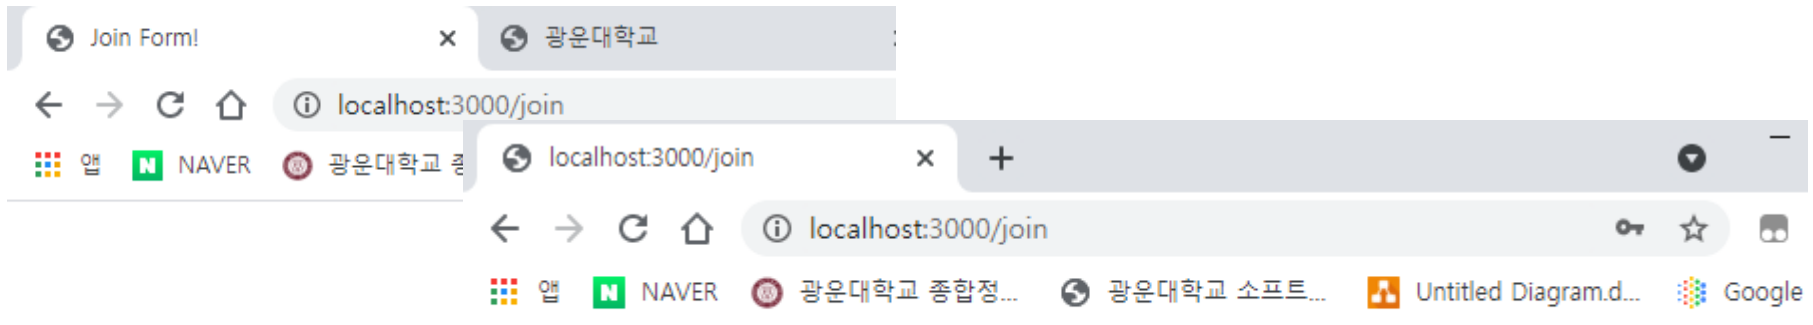 Join Form!
광운대학교
localhost:3000/join
앱 NAVER 광운대학교 종
localhost:3000/join
localhost:3000/join
앱 NAVER 광운대학교 종합정... 광운대학교 소프트... Untitled Diagram.d... Google